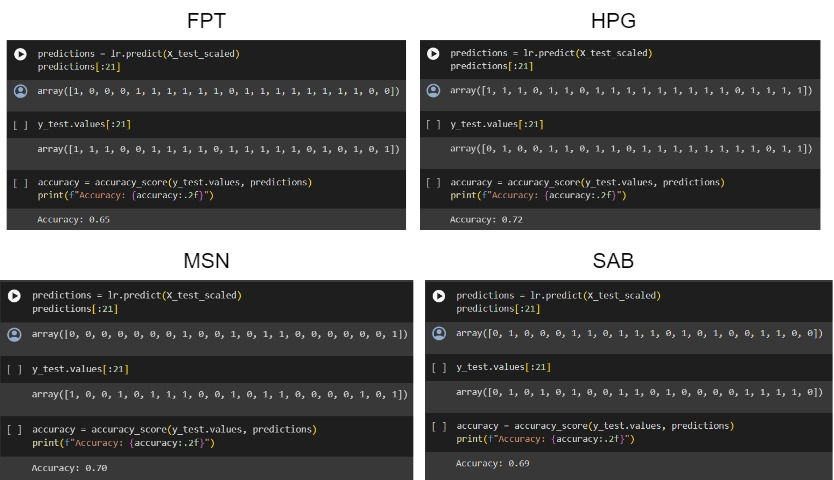 FPT
predictions = lr.predict(X_test_scaled)
predictions[:21]
array([1, 0, 0, 0, 1, 1, 1, 1, 1, 1, 0, 1, 1, 1, 1, 1, 1, 1, 1, 0, 0])
[ ] y_test.values[:21]
array([1, 1, 1, 0, 0, 1, 1, 1, 1, 0, 1, 1, 1, 1, 1, 0, 1, 0, 1, 0, 1])
[ ] accuracy = accuracy_score(y_test.values, predictions)
print(f"Accuracy: {accuracy:.2f}")
Accuracy: 0.65
HPG
predictions = lr.predict(X_test_scaled)
predictions[:21]
array([1, 1, 1, 0, 1, 1, 0, 1, 1, 1, 1, 1, 1, 1, 1, 1, 0, 1, 1, 1, 1])
[ ] y_test.values[:21]
array([0, 1, 0, 0, 1, 1, 0, 1, 1, 0, 1, 1, 1, 1, 1, 1, 1, 1, 0, 1, 1])
[ ] accuracy = accuracy_score(y_test.values, predictions)
print(f"Accuracy: {accuracy:.2f}")
Accuracy: 0.72
MSN
predictions = lr.predict(X_test_scaled)
predictions[:21]
array([0, 0, 0, 0, 0, 0, 0, 1, 0, 0, 1, 0, 1, 1, 0, 0, 0, 0, 0, 0, 1])
[ ] y_test.values[:21]
array([1, 0, 0, 1, 0, 1, 1, 1, 0, 0, 1, 0, 1, 1, 0, 0, 0, 0, 1, 0, 1])
[ ] accuracy = accuracy_score(y_test.values, predictions)
print(f"Accuracy: {accuracy:.2f}")
Accuracy: 0.70
SAB
predictions = lr.predict(X_test_scaled)
predictions[:21]
array([0, 1, 0, 0, 0, 1, 1, 0, 1, 1, 1, 0, 1, 0, 1, 0, 0, 1, 1, 0, 0])
[ ] y_test.values[:21]
array([0, 1, 0, 1, 0, 1, 0, 0, 1, 1, 0, 1, 0, 0, 0, 0, 1, 1, 1, 1, 0])
[ ] accuracy = accuracy_score(y_test.values, predictions)
print(f"Accuracy: {accuracy:.2f}")
Accuracy: 0.69